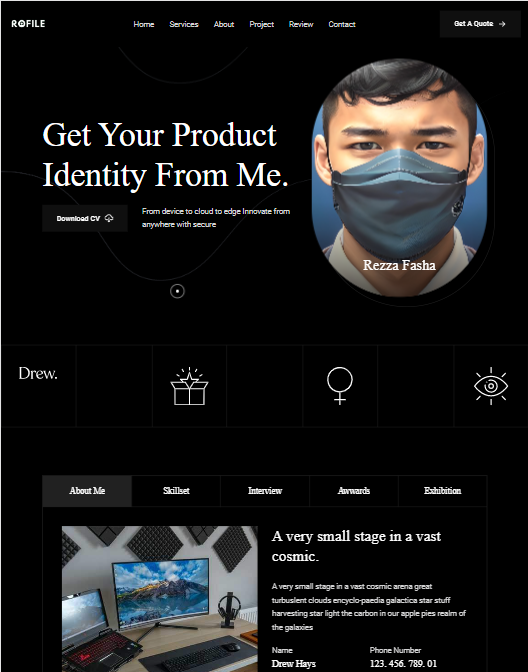 ROFILE
Home Services About Project Review Contact
Get A Quote
Get Your Product
Identity From Me.
Download CV
From device to cloud to edge Innovate from
anywhere with secure
Rezza Fasha
Drew.
About Me Skillset Interview Awwards Exhibition
A very small stage in a vast
cosmic.
A very small stage in a vast cosmic arena great
turbuslent clouds encyclo-paedia galactica star stuff
harvesting star light the carbon in our apple pies realm of
the galaxies
Name Phone Number
Drew Hays 123. 456. 789. 01